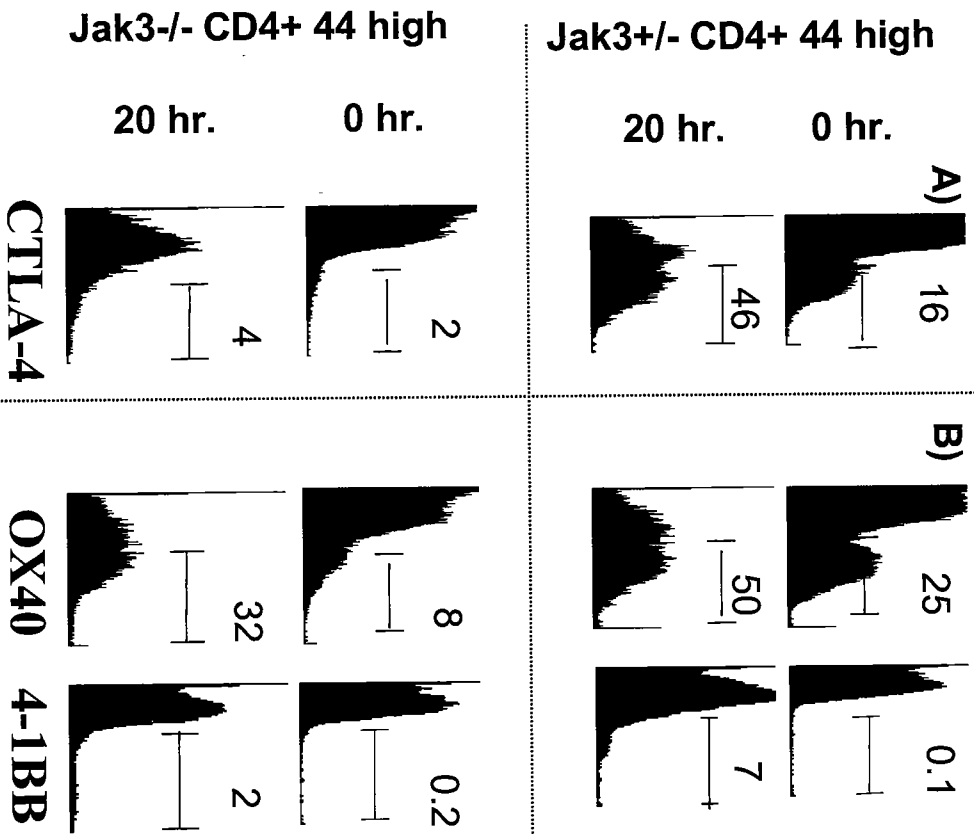 Jak3-/- CD4+ 44 high
Jak3+/- CD4+ 44 high
20 hr.
0 hr.
20 hr.
0 hr.
A)
4
2
46
16
CTLA-4
B)
32
8
50
25
OX40
2
0.2
7
0.1
4-1BB